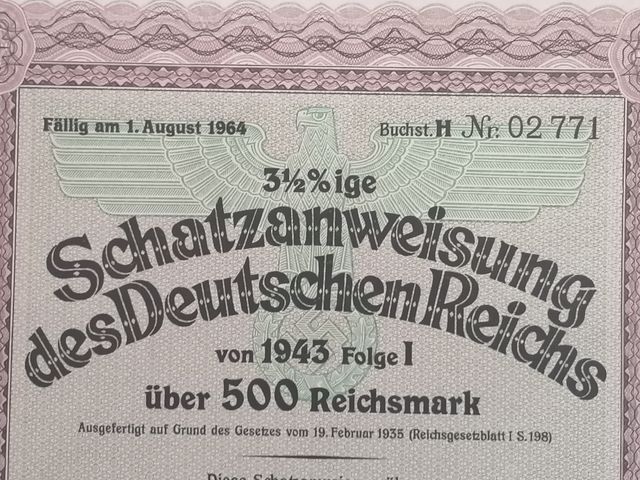 Fällig am 1. August 1964
Buchst. H Nr. 02 771
3½%ige
Schatzanweisung
des Deutschen Reichs
von 1943 Folge I
über 500 Reichsmark
Ausgefertigt auf Grund des Gesetzes vom 19. Februar 1935 (Reichsgesetzblatt I S.198)